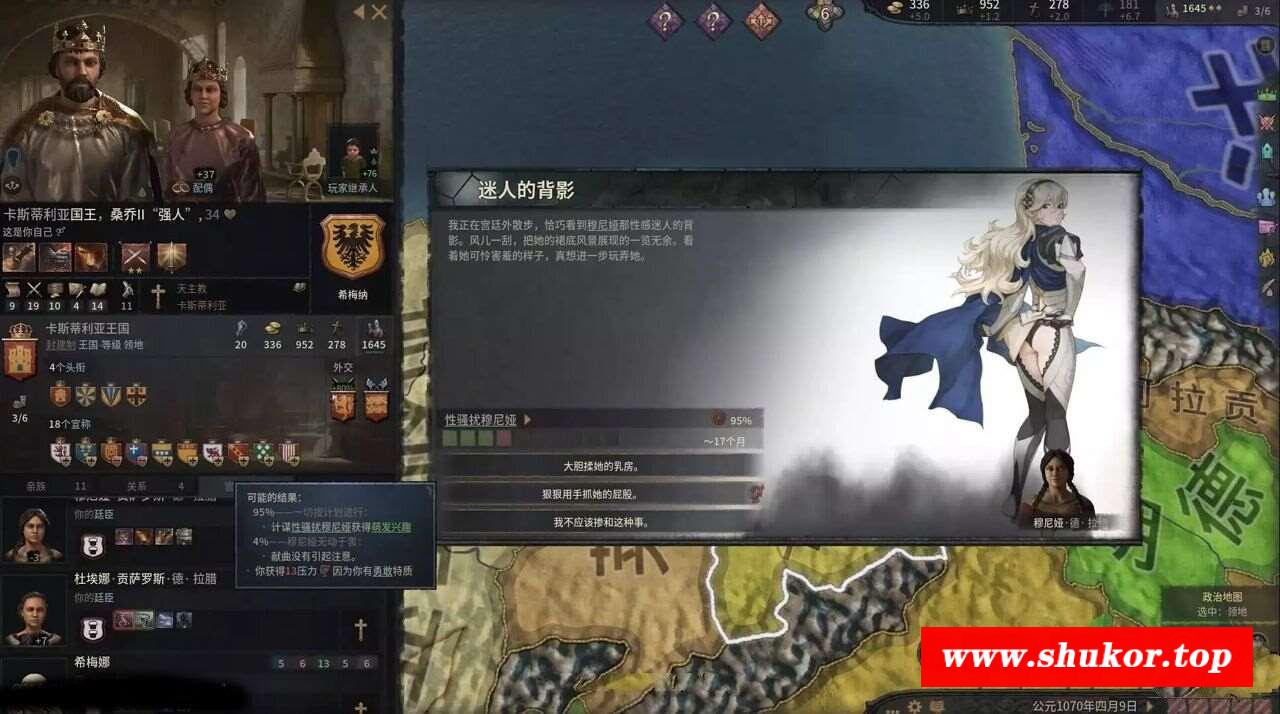 336
+5.0
952
+1.2
278
+2.0
181
+6.7
1645
3/6
6
+37
配偶
+76
玩家继承人
卡斯蒂利亚国王，桑乔II“强人”, 34
这是你自己
希梅纳
9 19 10 4 14 11
天主教
卡斯蒂利亚
卡斯蒂利亚王国
封建制 王国·等级 领地
20 336 952 278 1645
4个头衔
外交
3/6
18个宣称
亲族 11 关系 4
你的廷臣
杜埃娜·贡萨罗斯·德·拉腊
你的廷臣
+7
希梅娜
5 6 13 5 6
可能的结果：
95%——一切按计划进行：
· 计谋性骚扰穆尼娅获得萌发兴趣
4%——穆尼娅无动于衷：
· 献曲没有引起注意。
· 你获得13压力 因为你有勇敢特质
迷人的背影
我正在宫廷外散步，恰巧看到穆尼娅那性感迷人的背
影。风儿一刮，把她的裙底风景展现的一览无余。看
着她可怜害羞的样子，真想进一步玩弄她。
性骚扰穆尼娅
95%
～17个月
大胆揉她的乳房。
狠狠用手抓她的屁股。
我不应该掺和这种事。
穆尼娅·德·拉
拉贡
德
政治地图
选中：领地
www.shukor.top
公元1070年四月9日